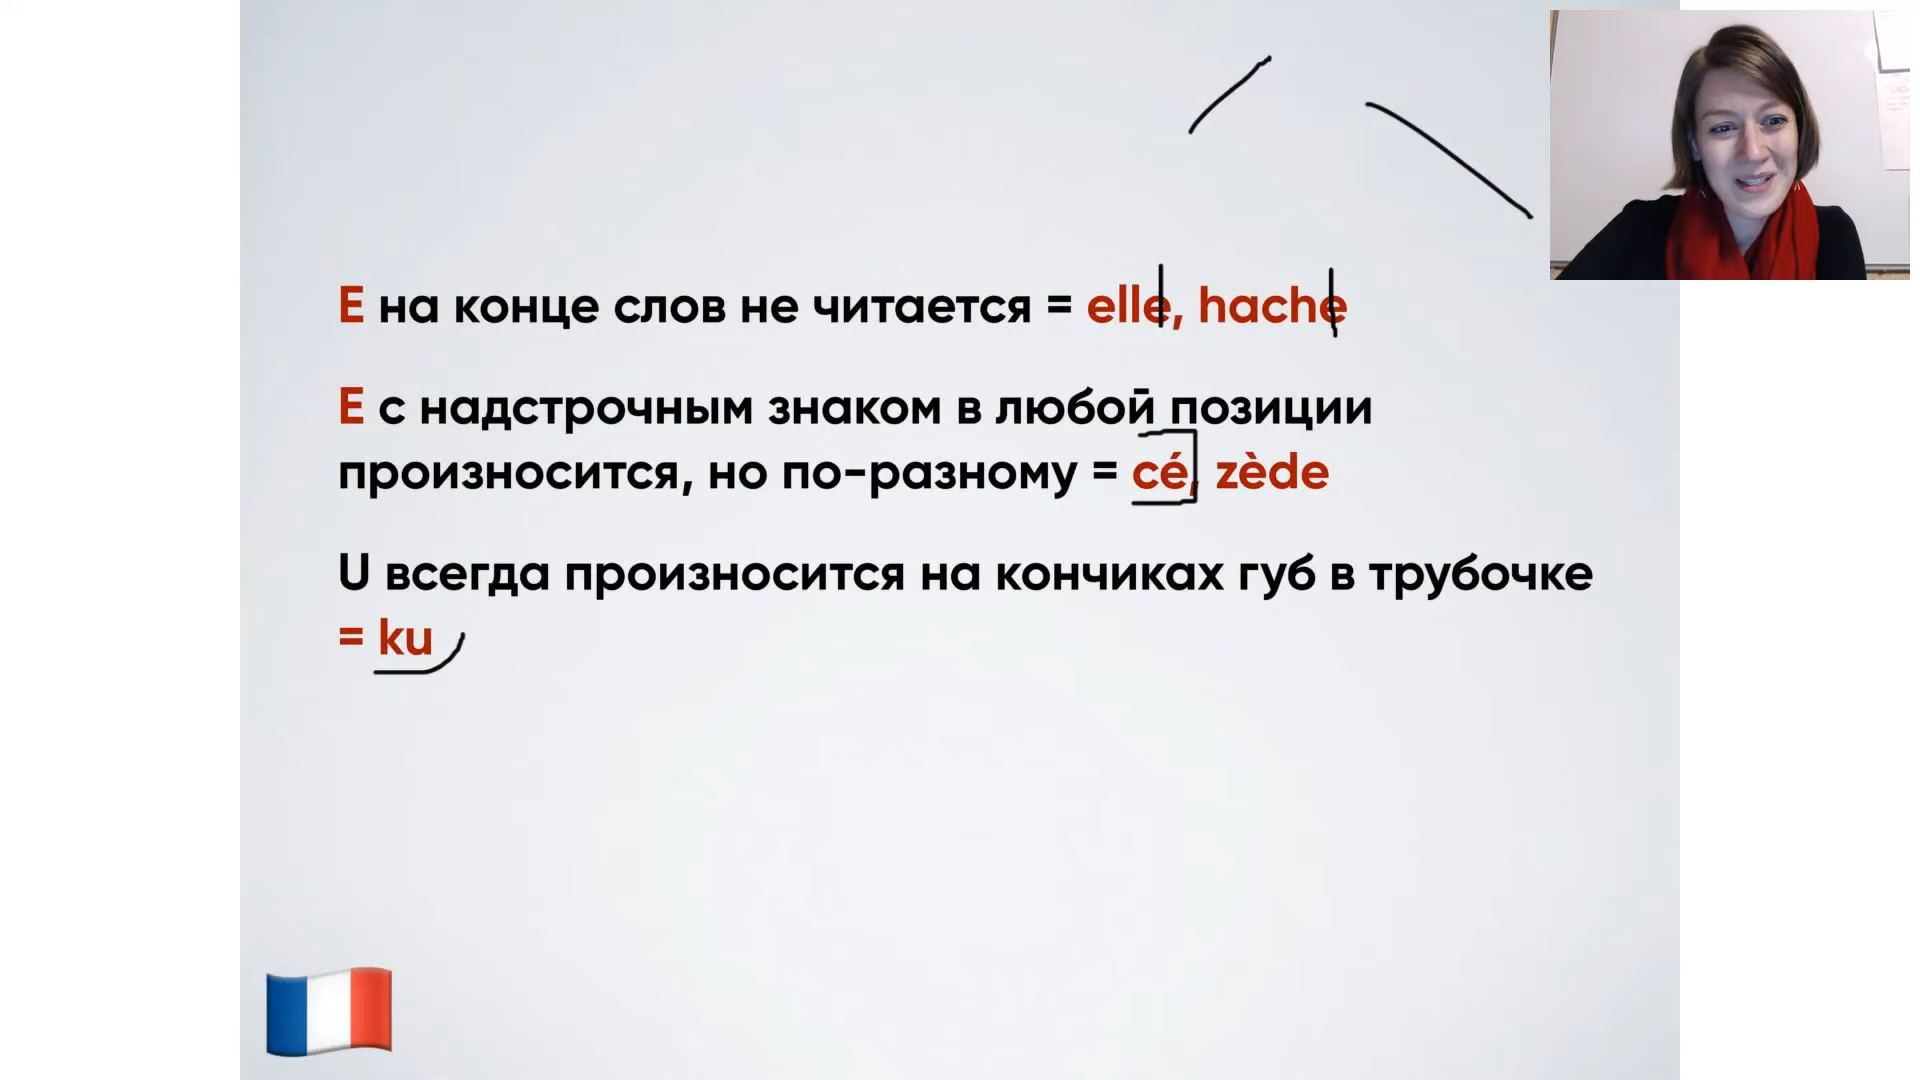 E на конце слов не читается = elle, hache
E с надстрочным знаком в любой позиции
произносится, но по-разному = cé, zède
U всегда произносится на кончиках губ в трубочке
= ku